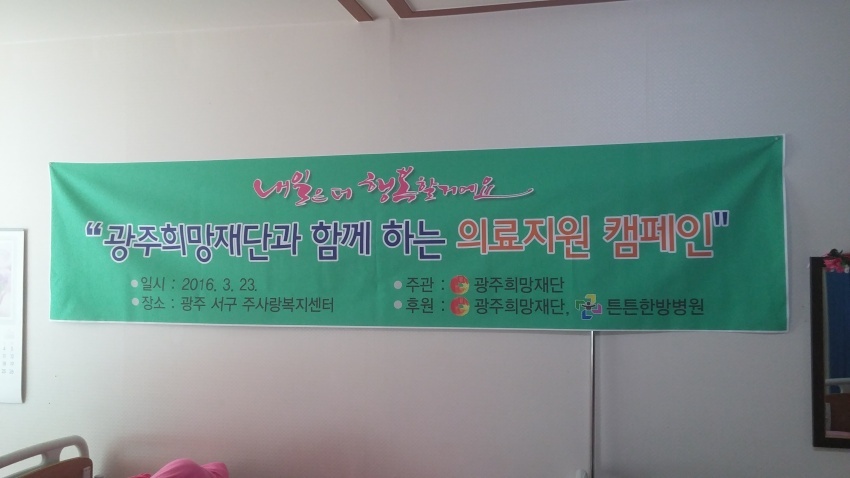 내일은 더 행복할거예요
“광주희망재단과 함께 하는 의료지원 캠페인"
●일시 : 2016. 3. 23.
●주관 : 광주희망재단
●장소 : 광주 서구 주사랑복지센터
●후원 : 광주희망재단, 튼튼한방병원